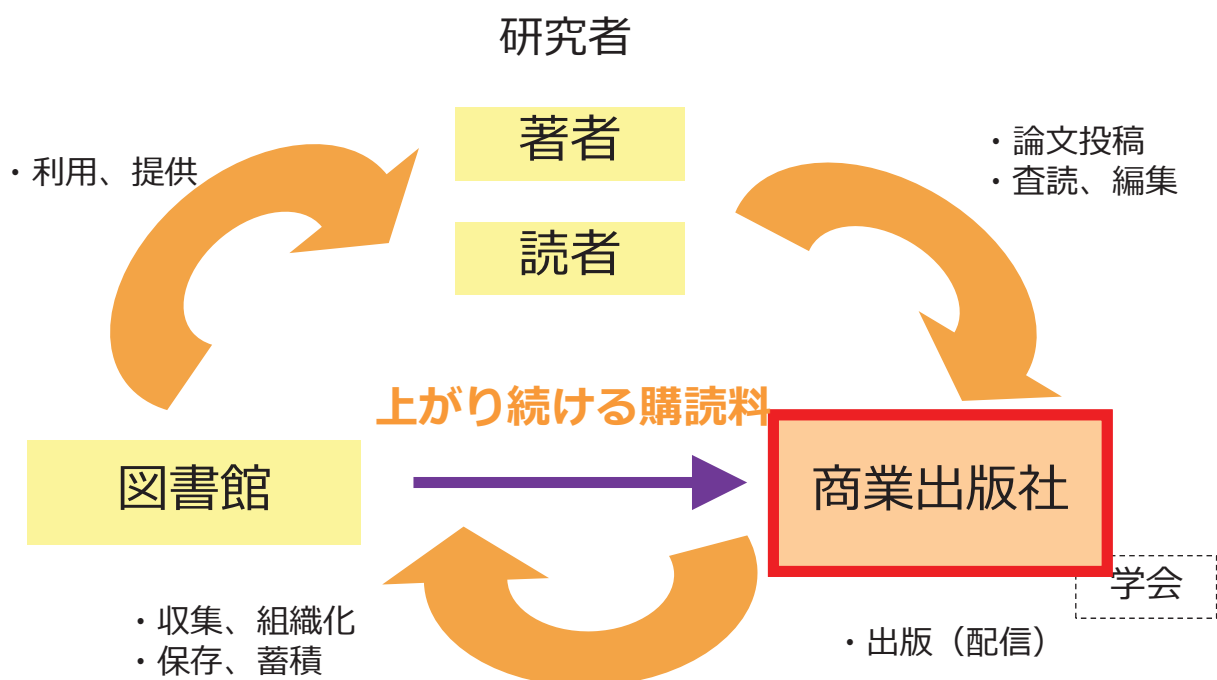 研究者
著者
・利用、提供
・論文投稿
・査読、編集
読者
上がり続ける購読料
図書館
商業出版社
学会
・収集、組織化
・保存、蓄積
・出版（配信）